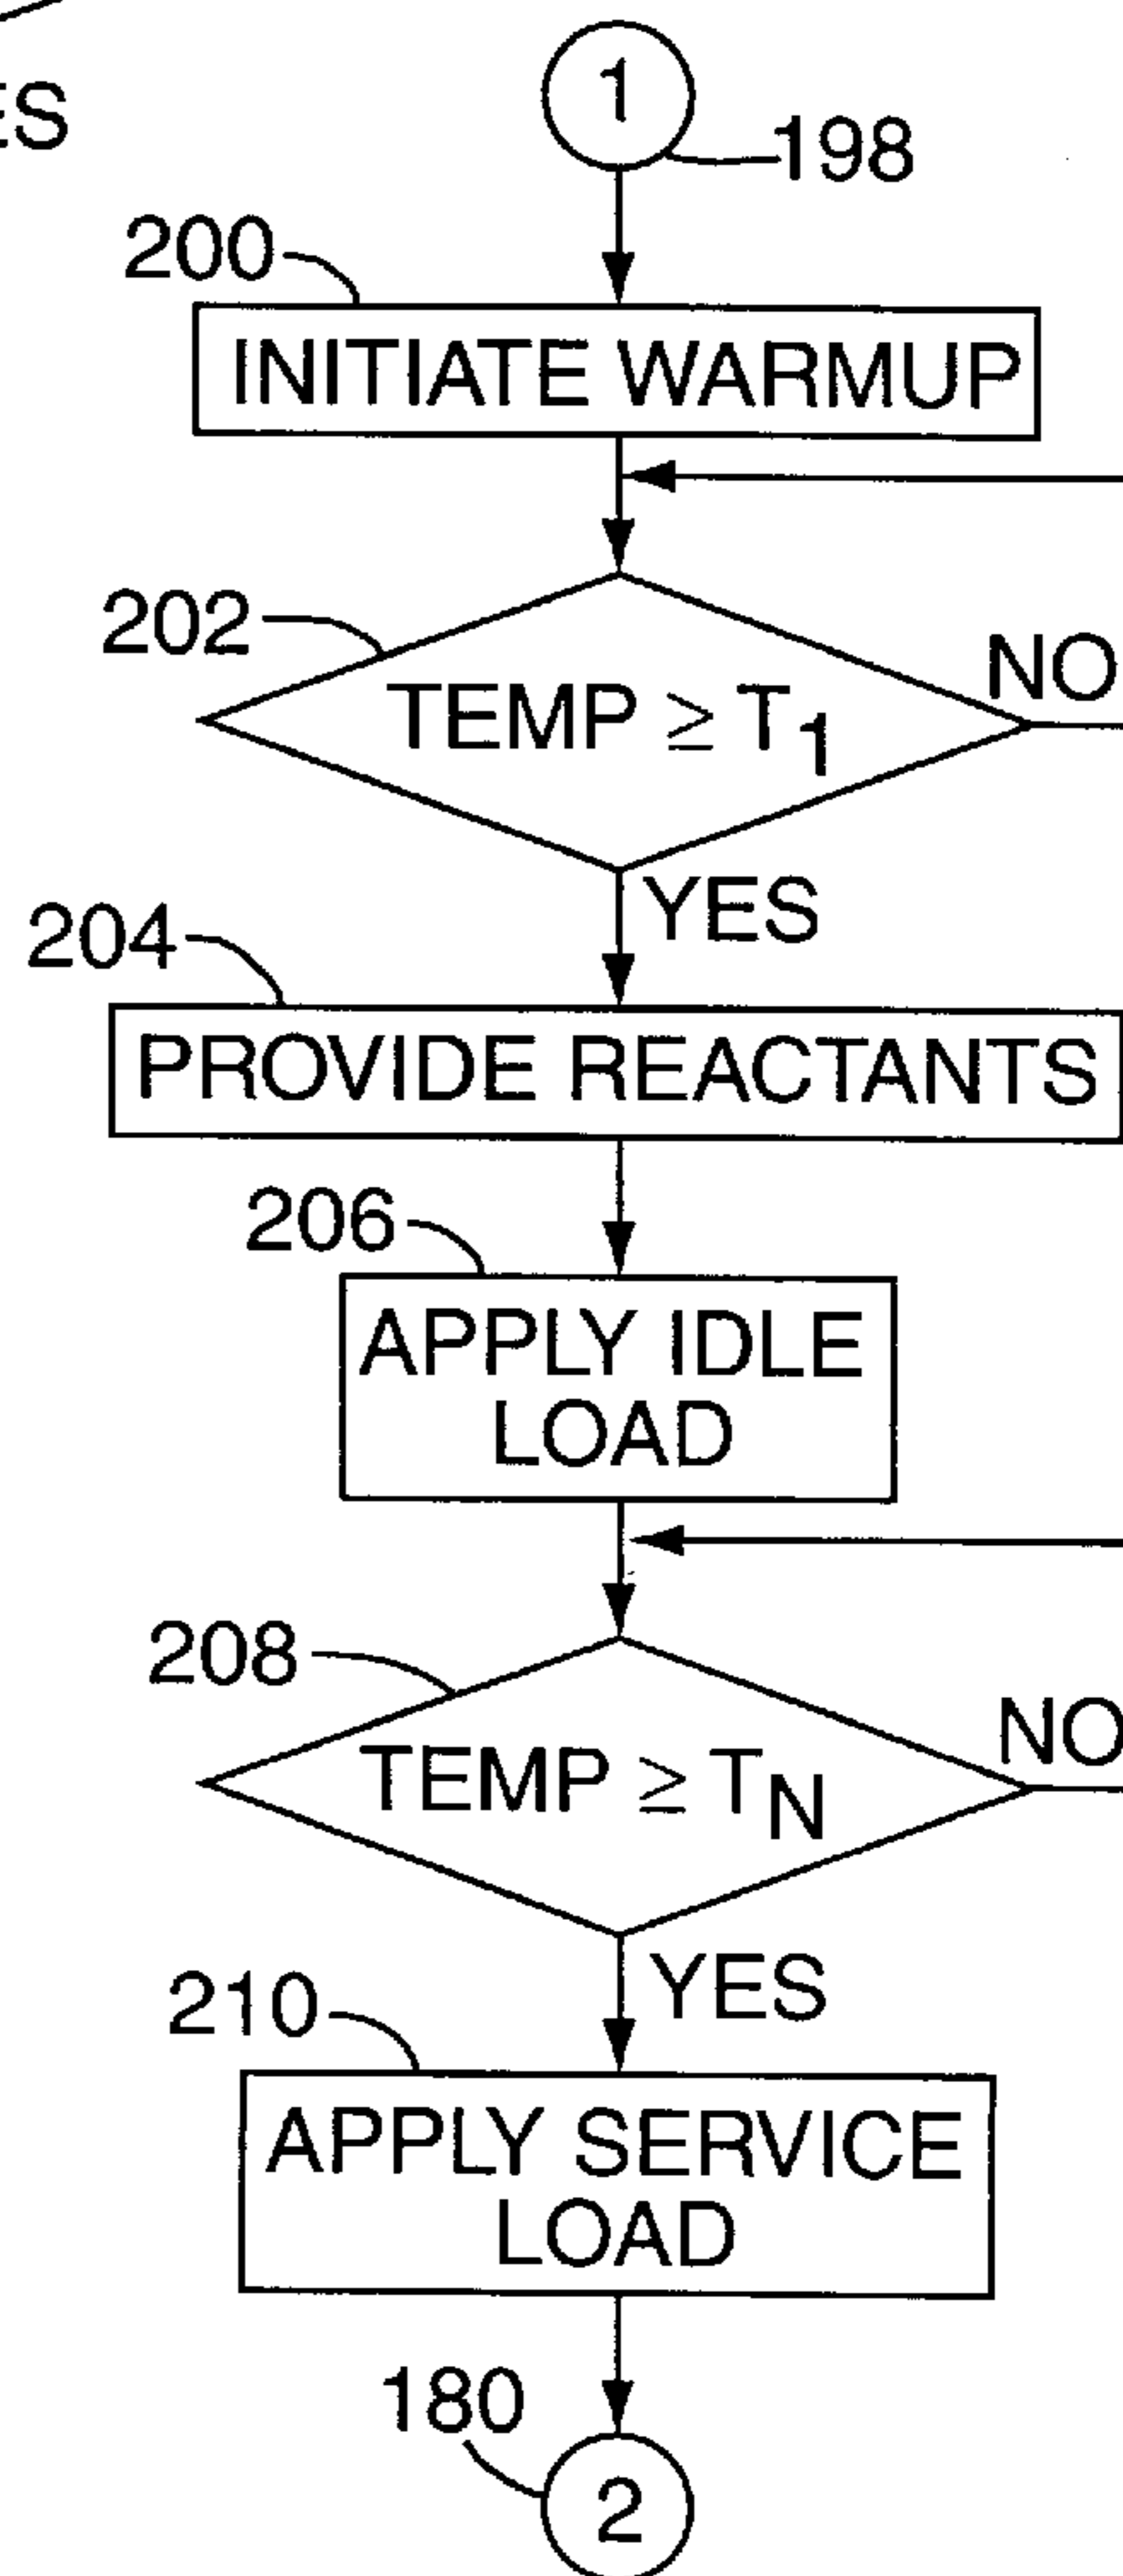 ES
1
198
200
INITIATE WARMUP
202
TEMP ≥ T1
NO
YES
204
PROVIDE REACTANTS
206
APPLY IDLE
LOAD
208
TEMP ≥ TN
NO
YES
210
APPLY SERVICE
LOAD
180
2